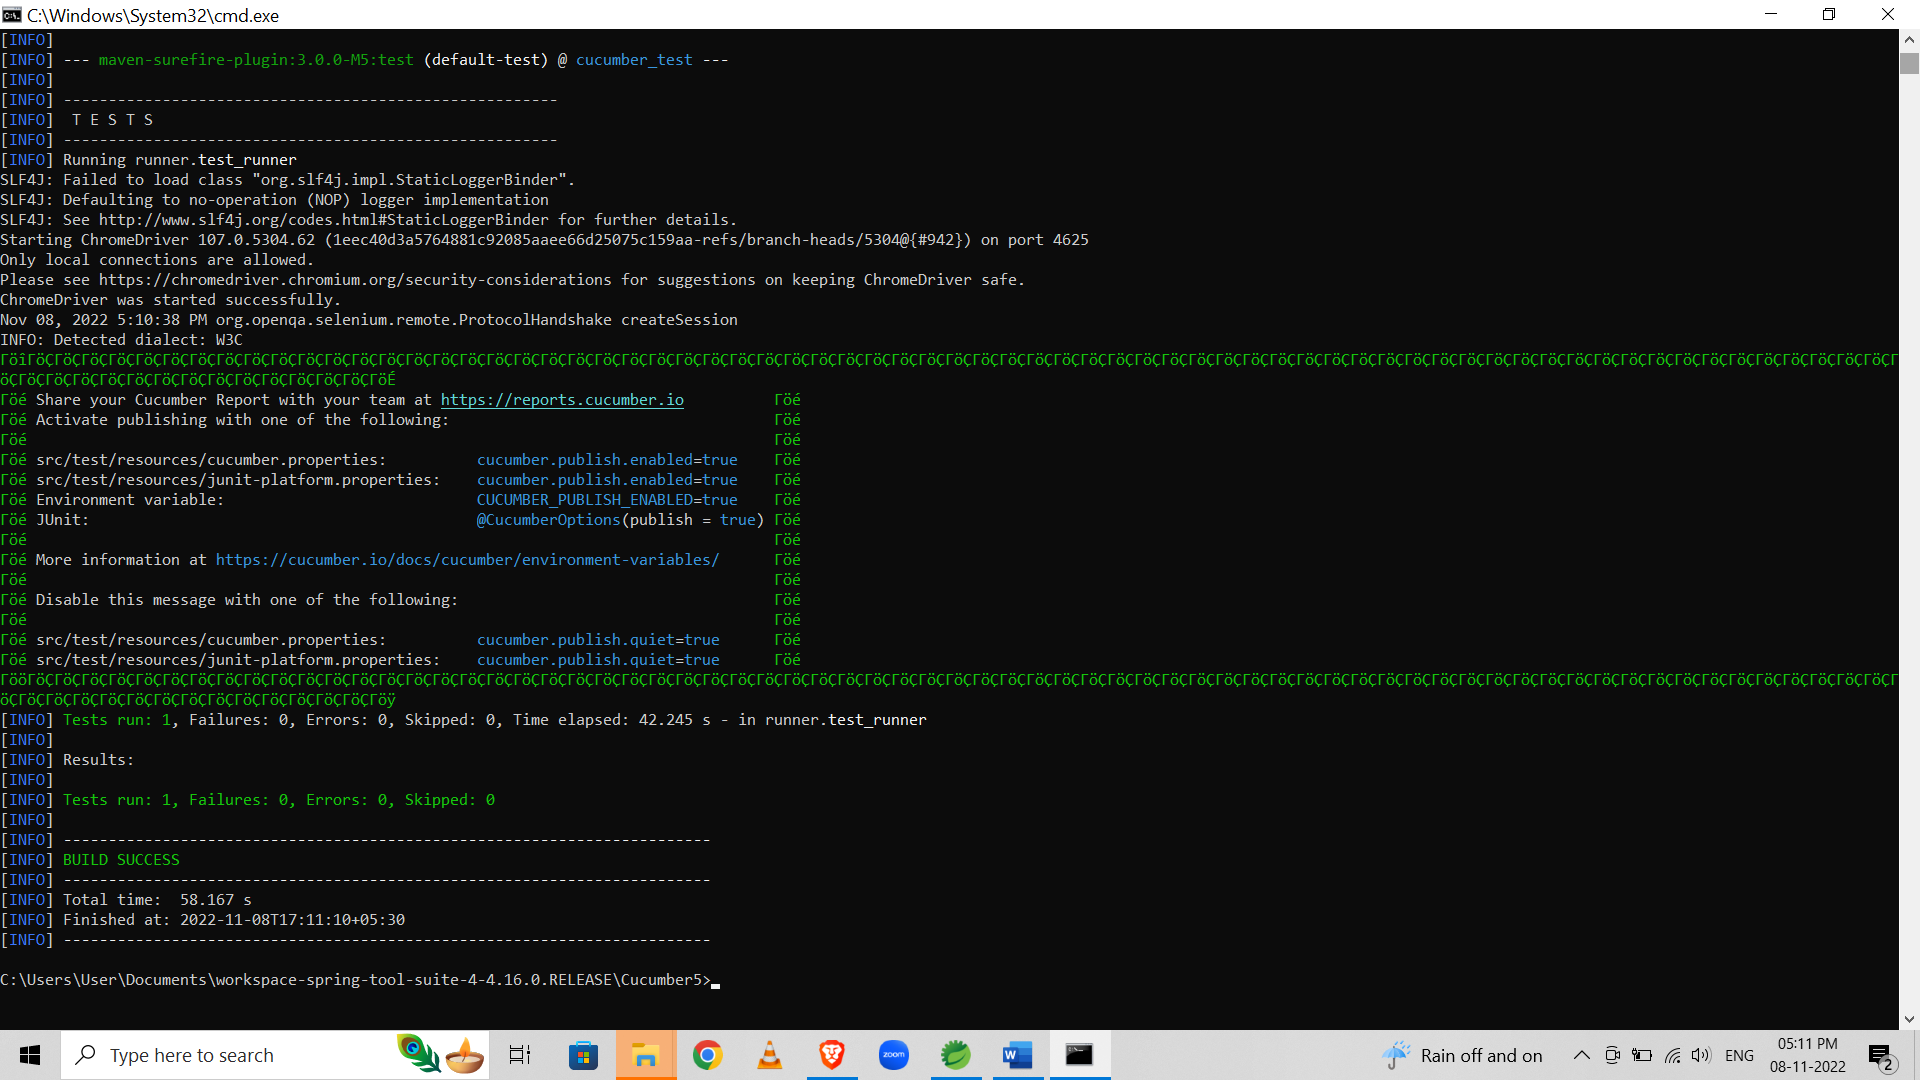 C:\Windows\System32\cmd.exe
[INFO]
[INFO] --- maven-surefire-plugin:3.0.0-M5:test (default-test) @ cucumber_test ---
[INFO]
[INFO] -------------------------------------------------------
[INFO]  T E S T S
[INFO] -------------------------------------------------------
[INFO] Running runner.test_runner
SLF4J: Failed to load class "org.slf4j.impl.StaticLoggerBinder".
SLF4J: Defaulting to no-operation (NOP) logger implementation
SLF4J: See http://www.slf4j.org/codes.html#StaticLoggerBinder for further details.
Starting ChromeDriver 107.0.5304.62 (1eec40d3a5764881c92085aaee66d25075c159aa-refs/branch-heads/5304@{#942}) on port 4625
Only local connections are allowed.
Please see https://chromedriver.chromium.org/security-considerations for suggestions on keeping ChromeDriver safe.
ChromeDriver was started successfully.
Nov 08, 2022 5:10:38 PM org.openqa.selenium.remote.ProtocolHandshake createSession
INFO: Detected dialect: W3C
Γöé Share your Cucumber Report with your team at https://reports.cucumber.io Γöé
Γöé Activate publishing with one of the following: Γöé
Γöé Γöé
Γöé src/test/resources/cucumber.properties: cucumber.publish.enabled=true Γöé
Γöé src/test/resources/junit-platform.properties: cucumber.publish.enabled=true Γöé
Γöé Environment variable: CUCUMBER_PUBLISH_ENABLED=true Γöé
Γöé JUnit: @CucumberOptions(publish = true) Γöé
Γöé Γöé
Γöé More information at https://cucumber.io/docs/cucumber/environment-variables/ Γöé
Γöé Γöé
Γöé Disable this message with one of the following: Γöé
Γöé Γöé
Γöé src/test/resources/cucumber.properties: cucumber.publish.quiet=true Γöé
Γöé src/test/resources/junit-platform.properties: cucumber.publish.quiet=true Γöé
[INFO] Tests run: 1, Failures: 0, Errors: 0, Skipped: 0, Time elapsed: 42.245 s - in runner.test_runner
[INFO]
[INFO] Results:
[INFO]
[INFO] Tests run: 1, Failures: 0, Errors: 0, Skipped: 0
[INFO]
[INFO] ------------------------------------------------------------------------
[INFO] BUILD SUCCESS
[INFO] ------------------------------------------------------------------------
[INFO] Total time:  58.167 s
[INFO] Finished at: 2022-11-08T17:11:10+05:30
[INFO] ------------------------------------------------------------------------
C:\Users\User\Documents\workspace-spring-tool-suite-4-4.16.0.RELEASE\Cucumber5>
Type here to search
zoom
W
Rain off and on
ENG
05:11 PM
08-11-2022
2